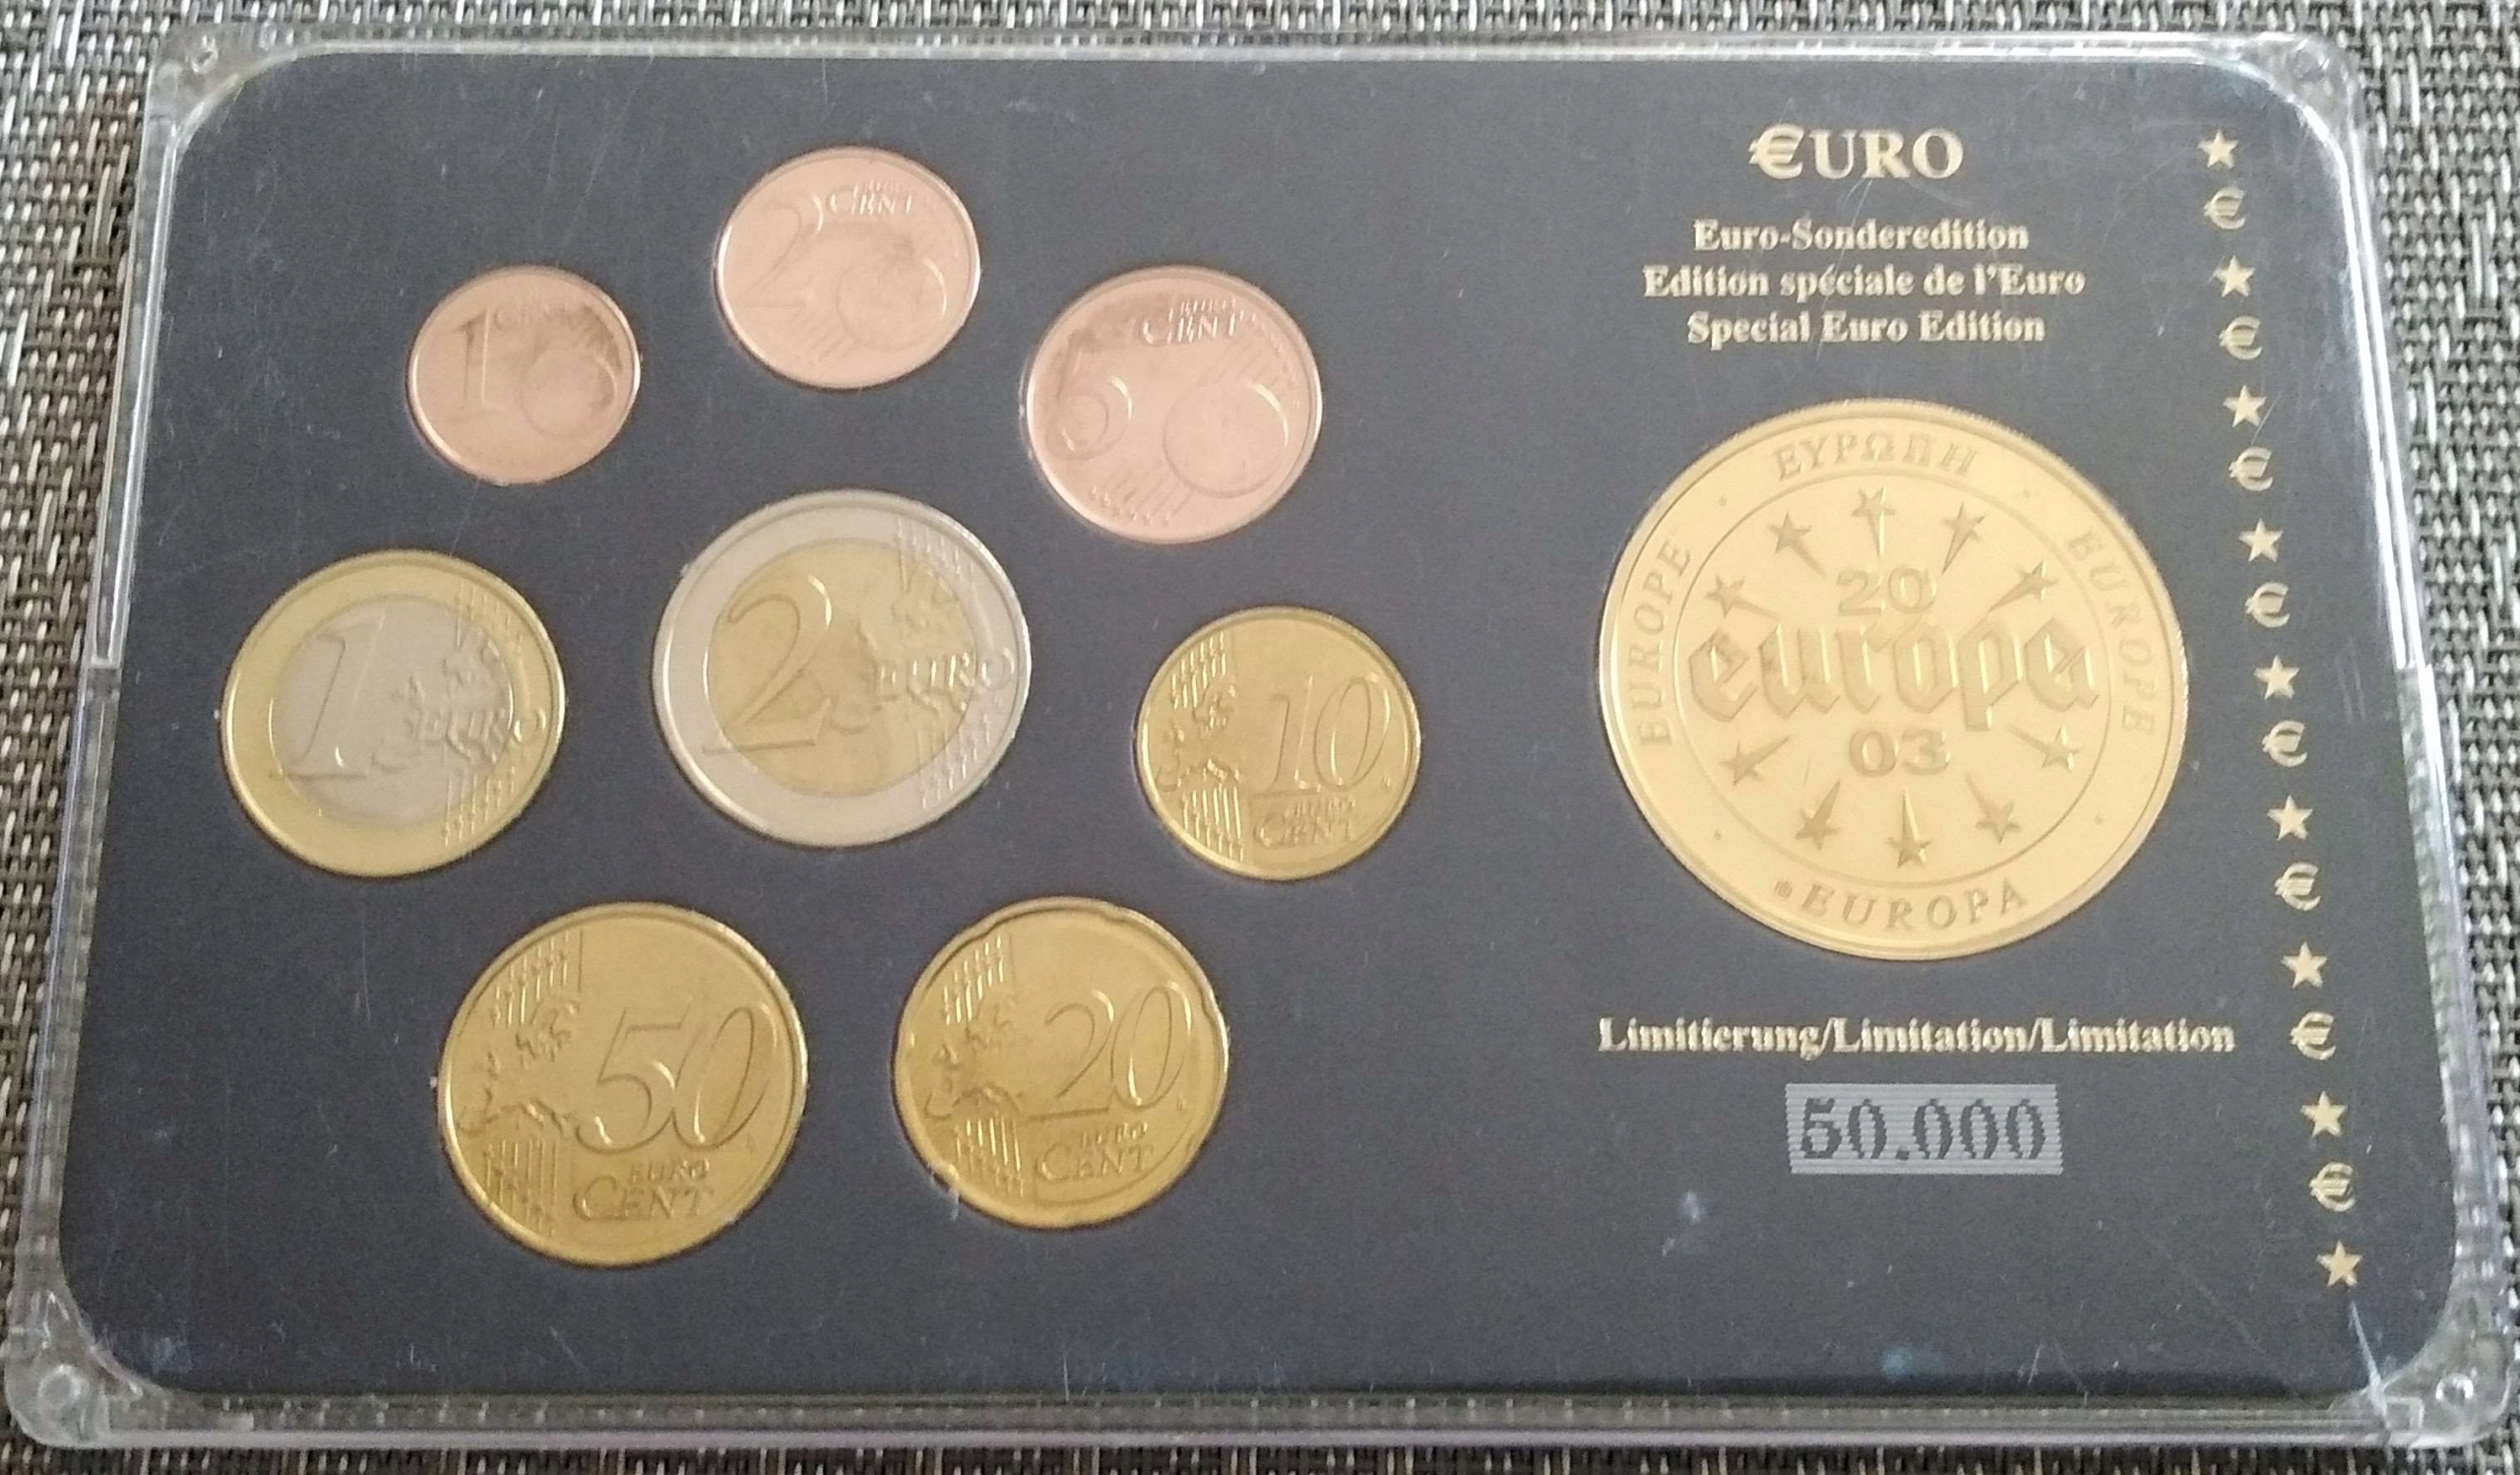 €URO
Euro-Sonderedition
Edition spéciale de l'Euro
Special Euro Edition
ΕΥΡΩΠΗ
EUROPE
EUROPE
20
europa
03
EUROPA
Limitierung/Limitation/Limitation
50.000
1
2
EURO
CENT
5
EURO
CENT
1
EURO
2
EURO
10
EURO
CENT
50
EURO
CENT
20
EURO
CENT
€
€
€
€
€
€
€
€